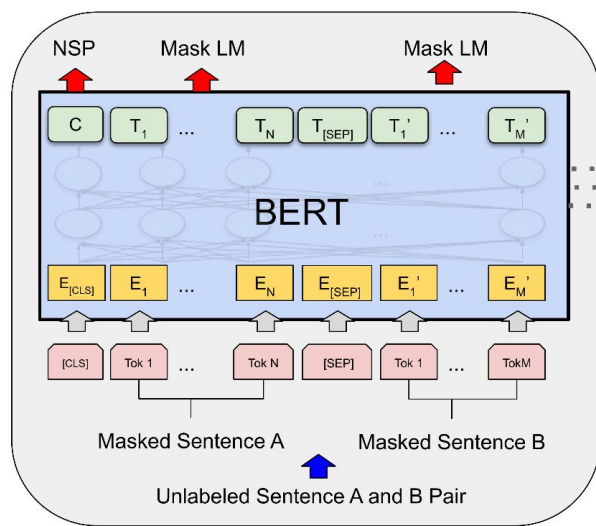 NSP Mask LM Mask LM
C T1 ... TN T[SEP] T1’ ... TM’
...
BERT
...
E[CLS] E1 ... EN E[SEP] E1’ ... EM’
[CLS] Tok 1 ... Tok N [SEP] Tok 1 ... TokM
Masked Sentence A Masked Sentence B
Unlabeled Sentence A and B Pair